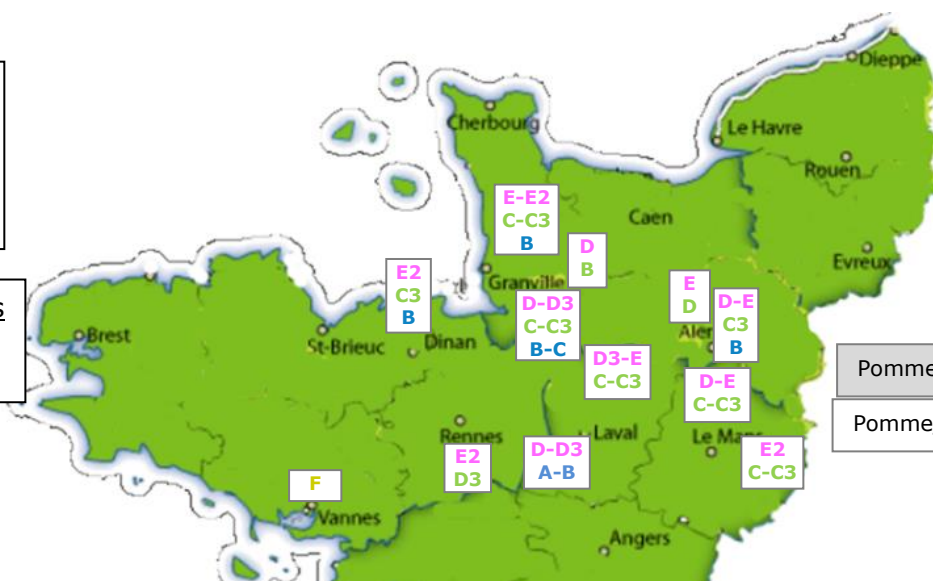 Dieppe
Cherbourg
Le Havre
Rouen
E-E2
C-C3
B
Caen
D
B
Evreux
E2
C3
B
Granville
E
D
D-D3
C-C3
B-C
D-E
C3
B
s
Brest
St-Brieuc
Dinan
D3-E
C-C3
Pomme
D-E
C-C3
Pomme
Rennes
Laval
Le Mans
E2
D3
D-D3
A-B
E2
C-C3
F
Vannes
Angers